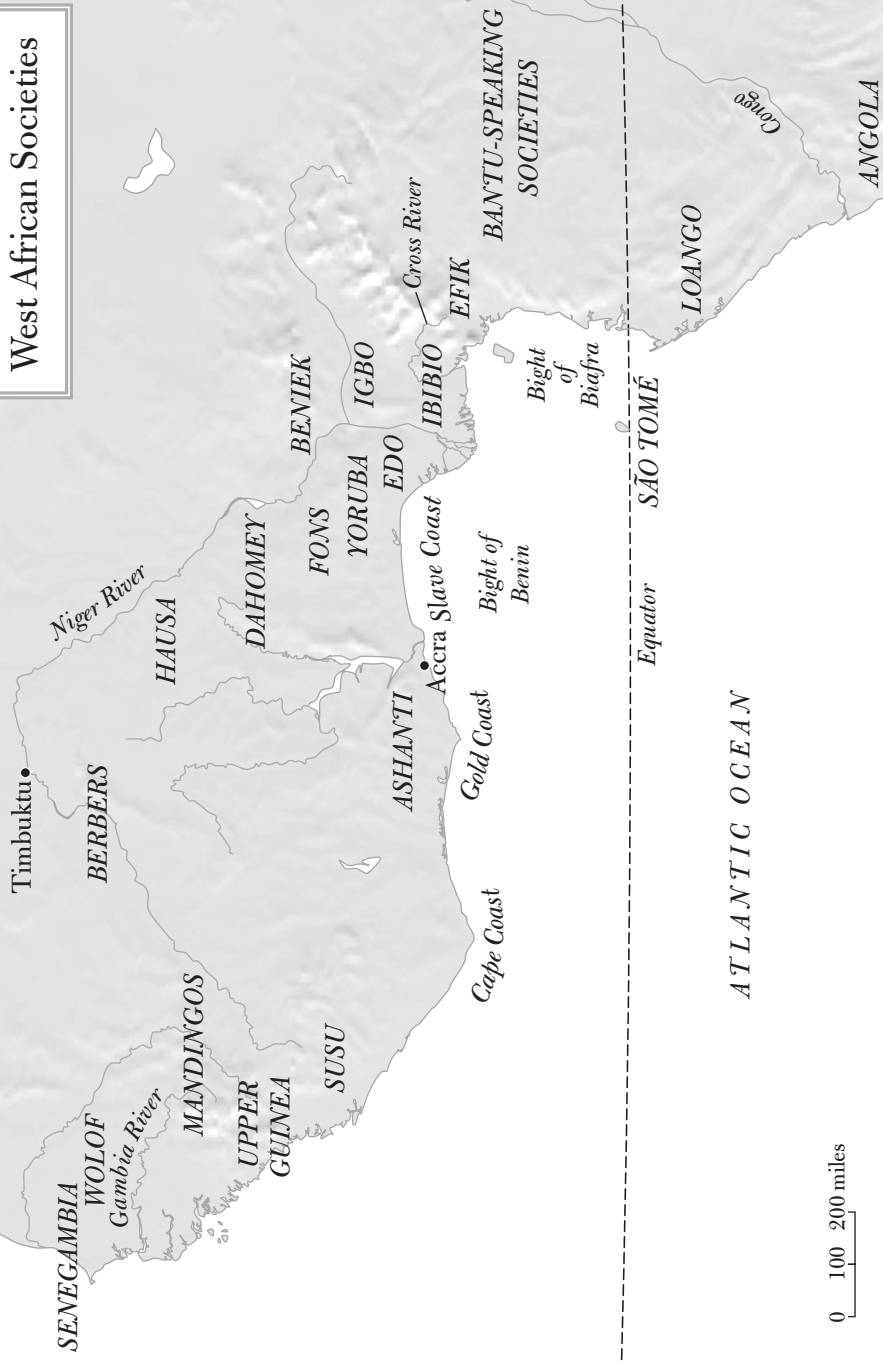 West African Societies
Timbuktu
BERBERS
Niger River
HAUSA
SENEGAMBIA
WOLOF
Gambia River
MANDINGOS
UPPER
GUINEA
SUSU
DAHOMEY
FONS
YORUBA
EDO
BENIEK
IGBO
IBIBIO
Cross River
EFIK
BANTU-SPEAKING
SOCIETIES
ASHANTI
Accra
Slave Coast
Gold Coast
Cape Coast
Bight of
Benin
Bight
of
Biafra
SÃO TOMÉ
Equator
LOANGO
Congo
ANGOLA
ATLANTIC OCEAN
0 100 200 miles